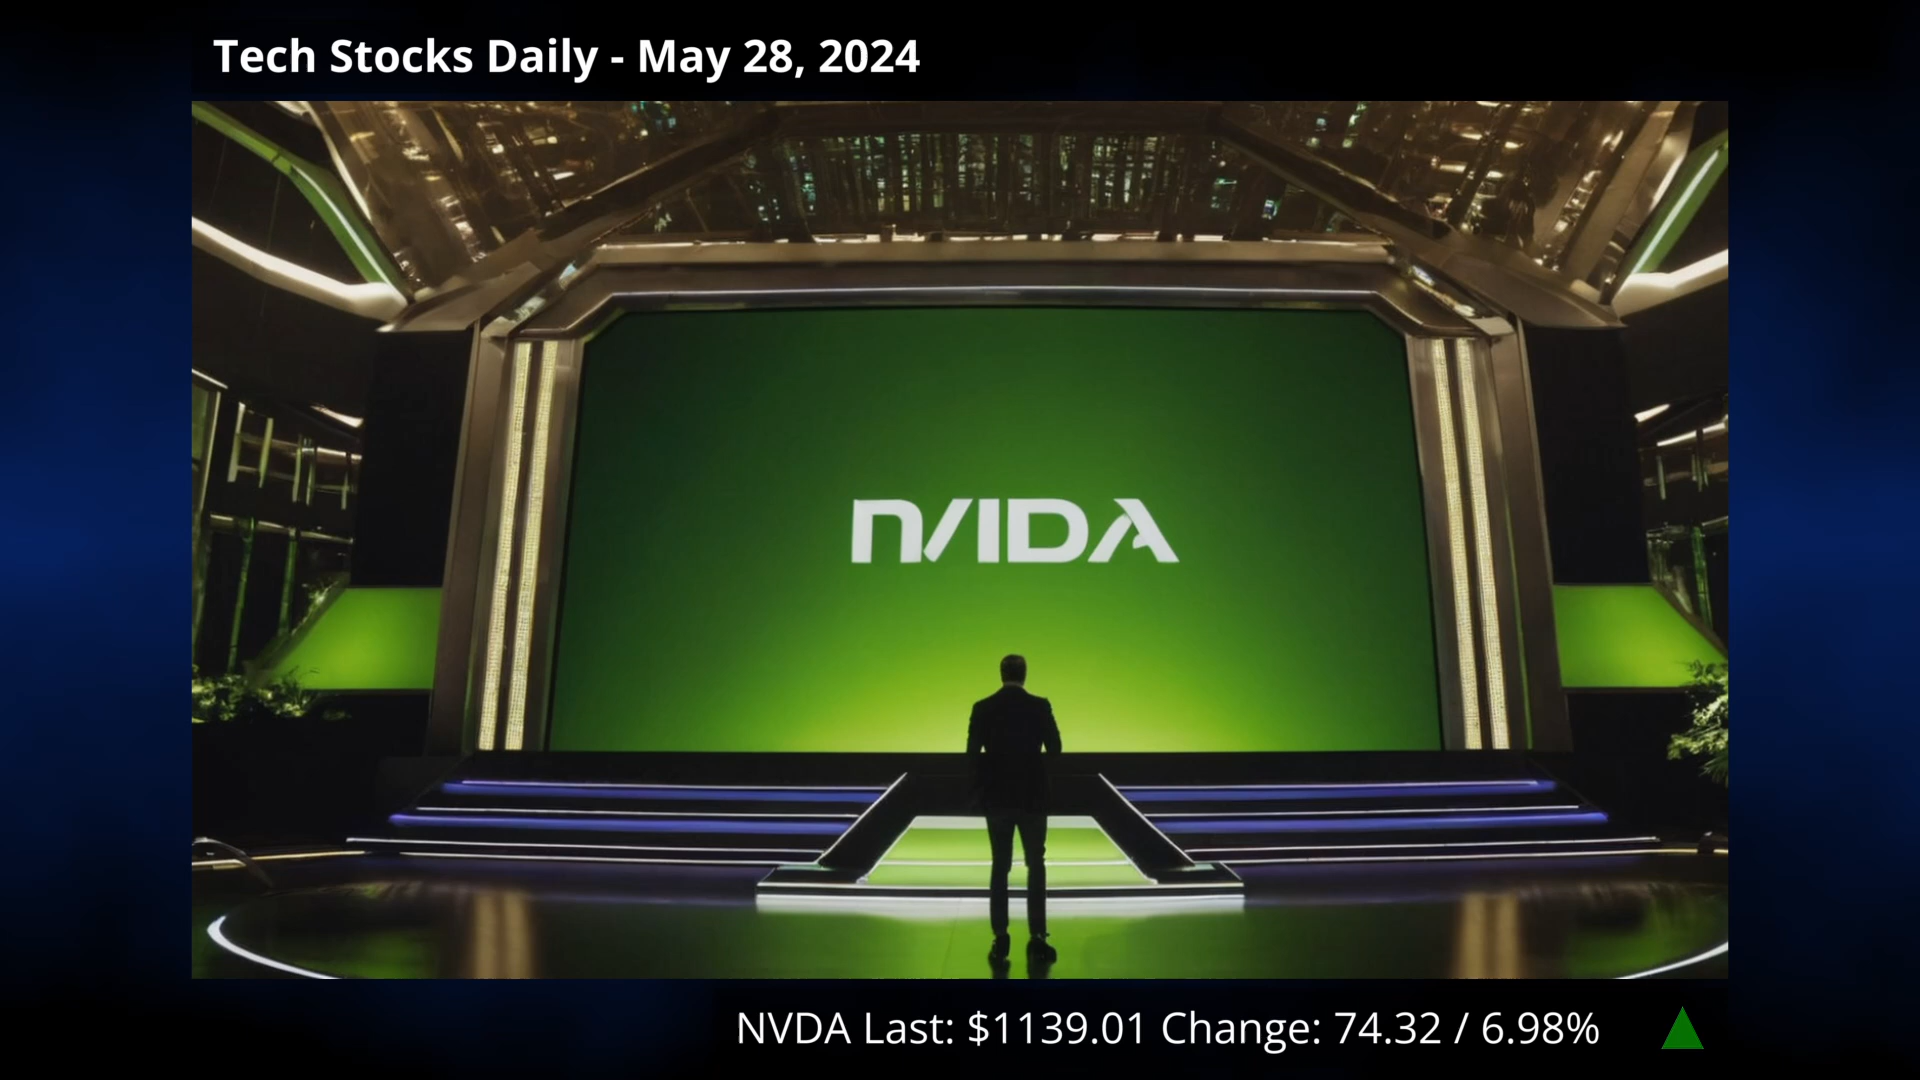 Tech Stocks Daily - May 28, 2024
NVIDA
NVDA Last: $1139.01 Change: 74.32 / 6.98%